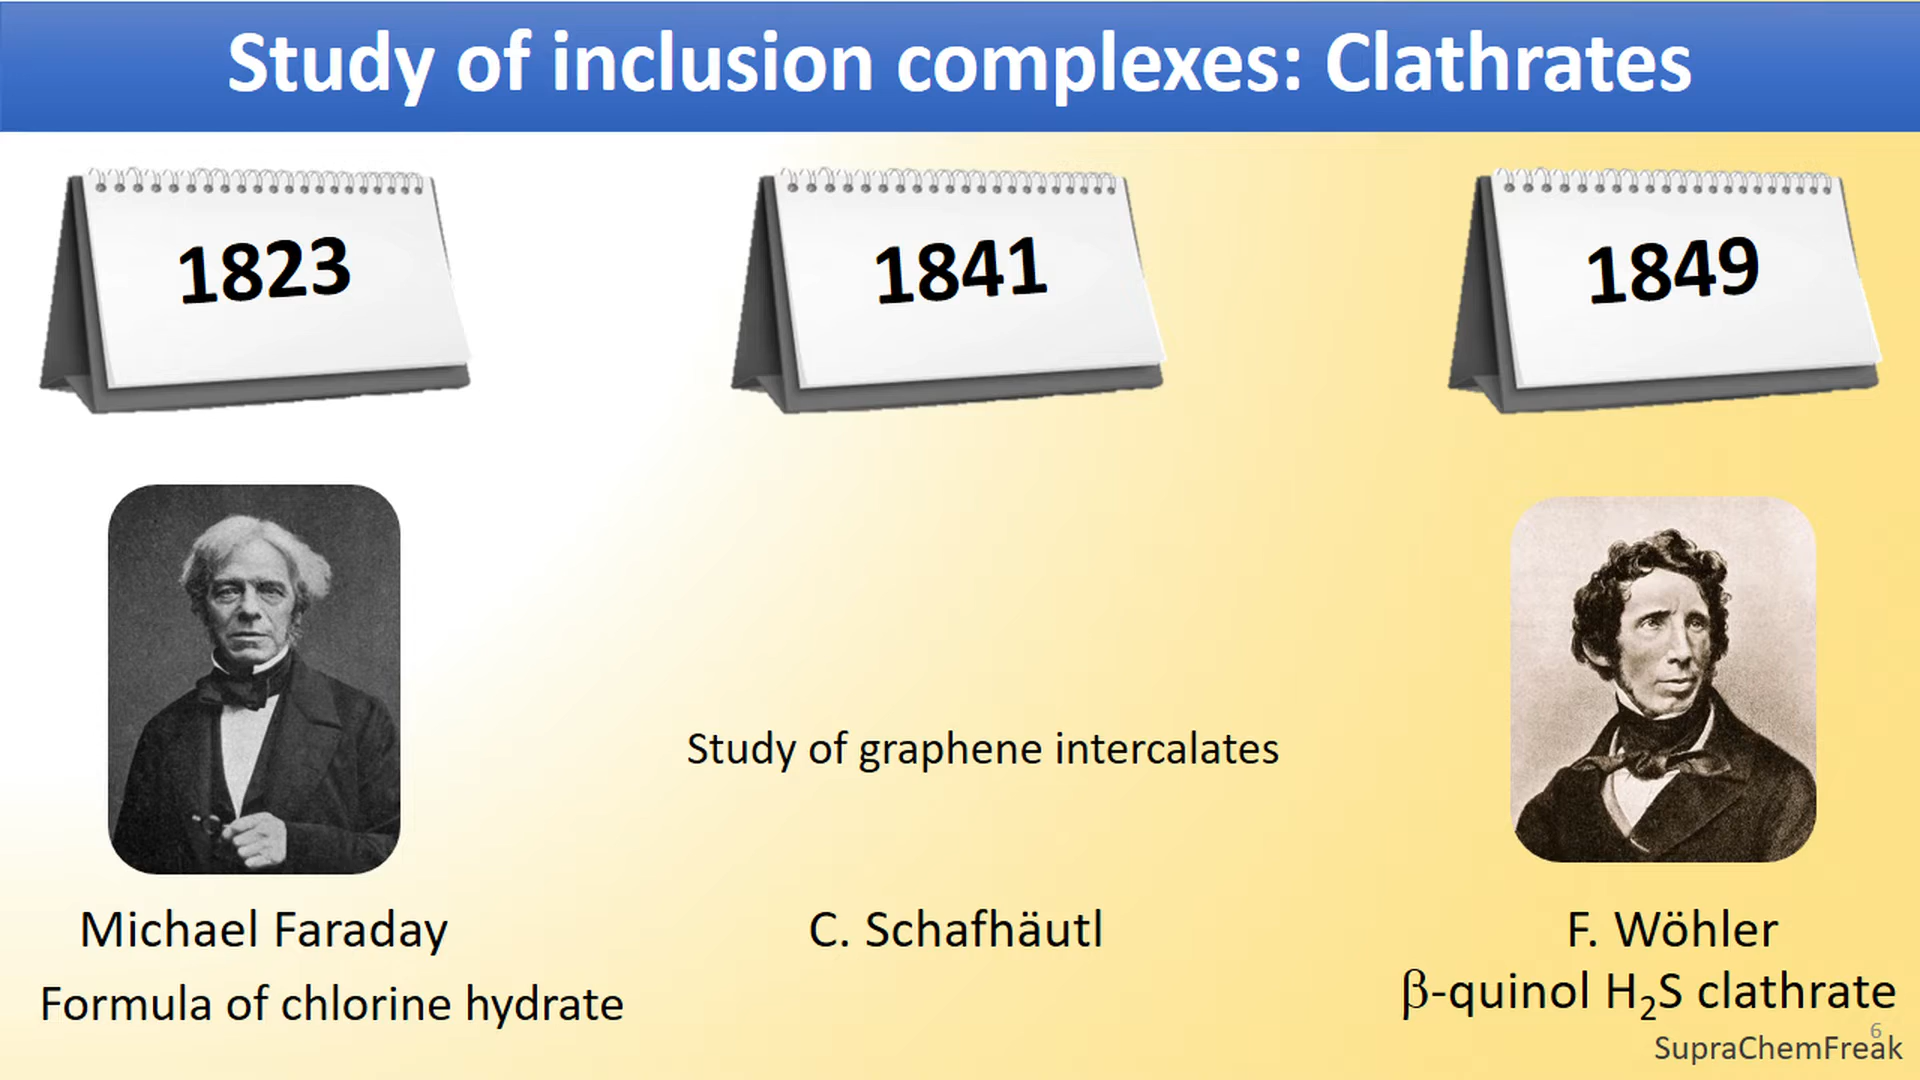 Study of inclusion complexes: Clathrates
1823
1841
1849
Study of graphene intercalates
Michael Faraday
Formula of chlorine hydrate
C. Schafhäutl
F. Wöhler
β-quinol H₂S clathrate
6
SupraChemFreak